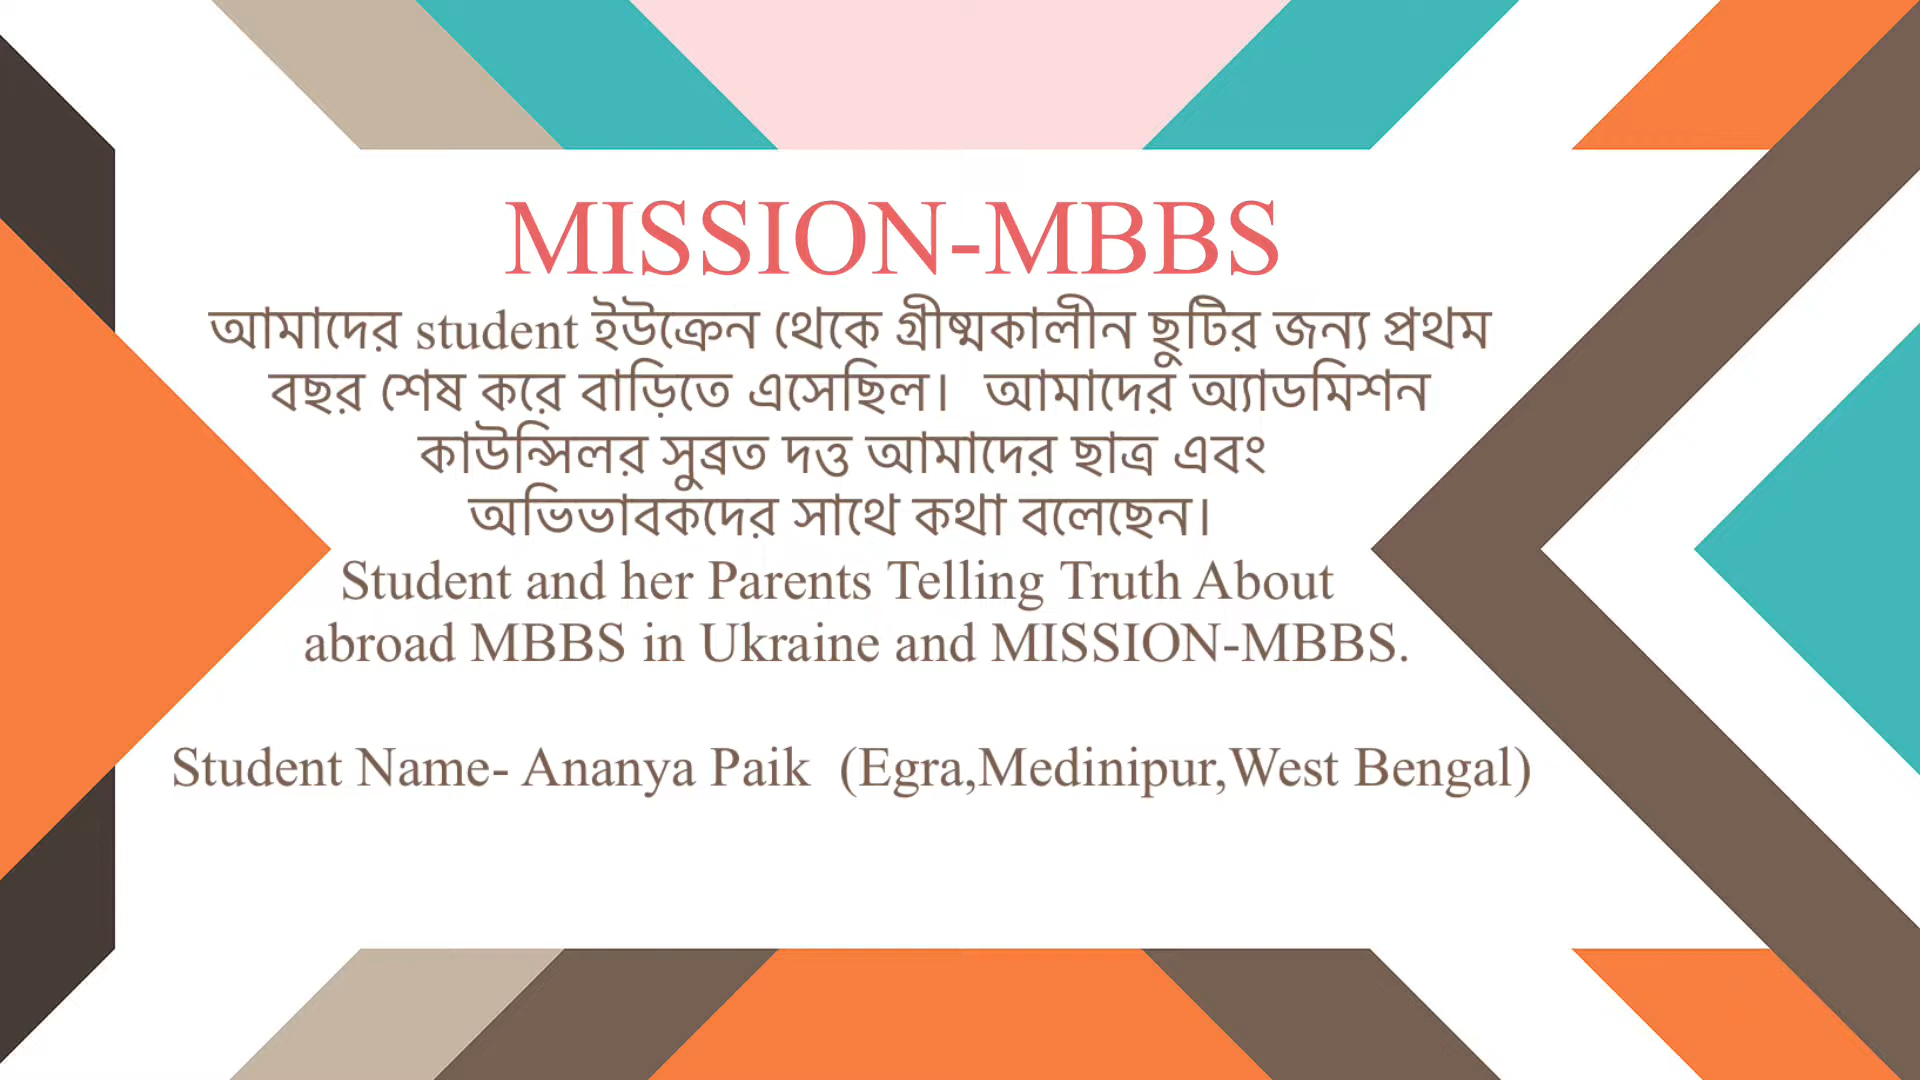 MISSION-MBBS
আমাদের student ইউক্রেন থেকে গ্রীষ্মকালীন ছুটির জন্য প্রথম
বছর শেষ করে বাড়িতে এসেছিল। আমাদের অ্যাডমিশন
কাউন্সিলর সুব্রত দত্ত আমাদের ছাত্র এবং
অভিভাবকদের সাথে কথা বলেছেন।
Student and her Parents Telling Truth About
abroad MBBS in Ukraine and MISSION-MBBS.
Student Name- Ananya Paik (Egra,Medinipur,West Bengal)